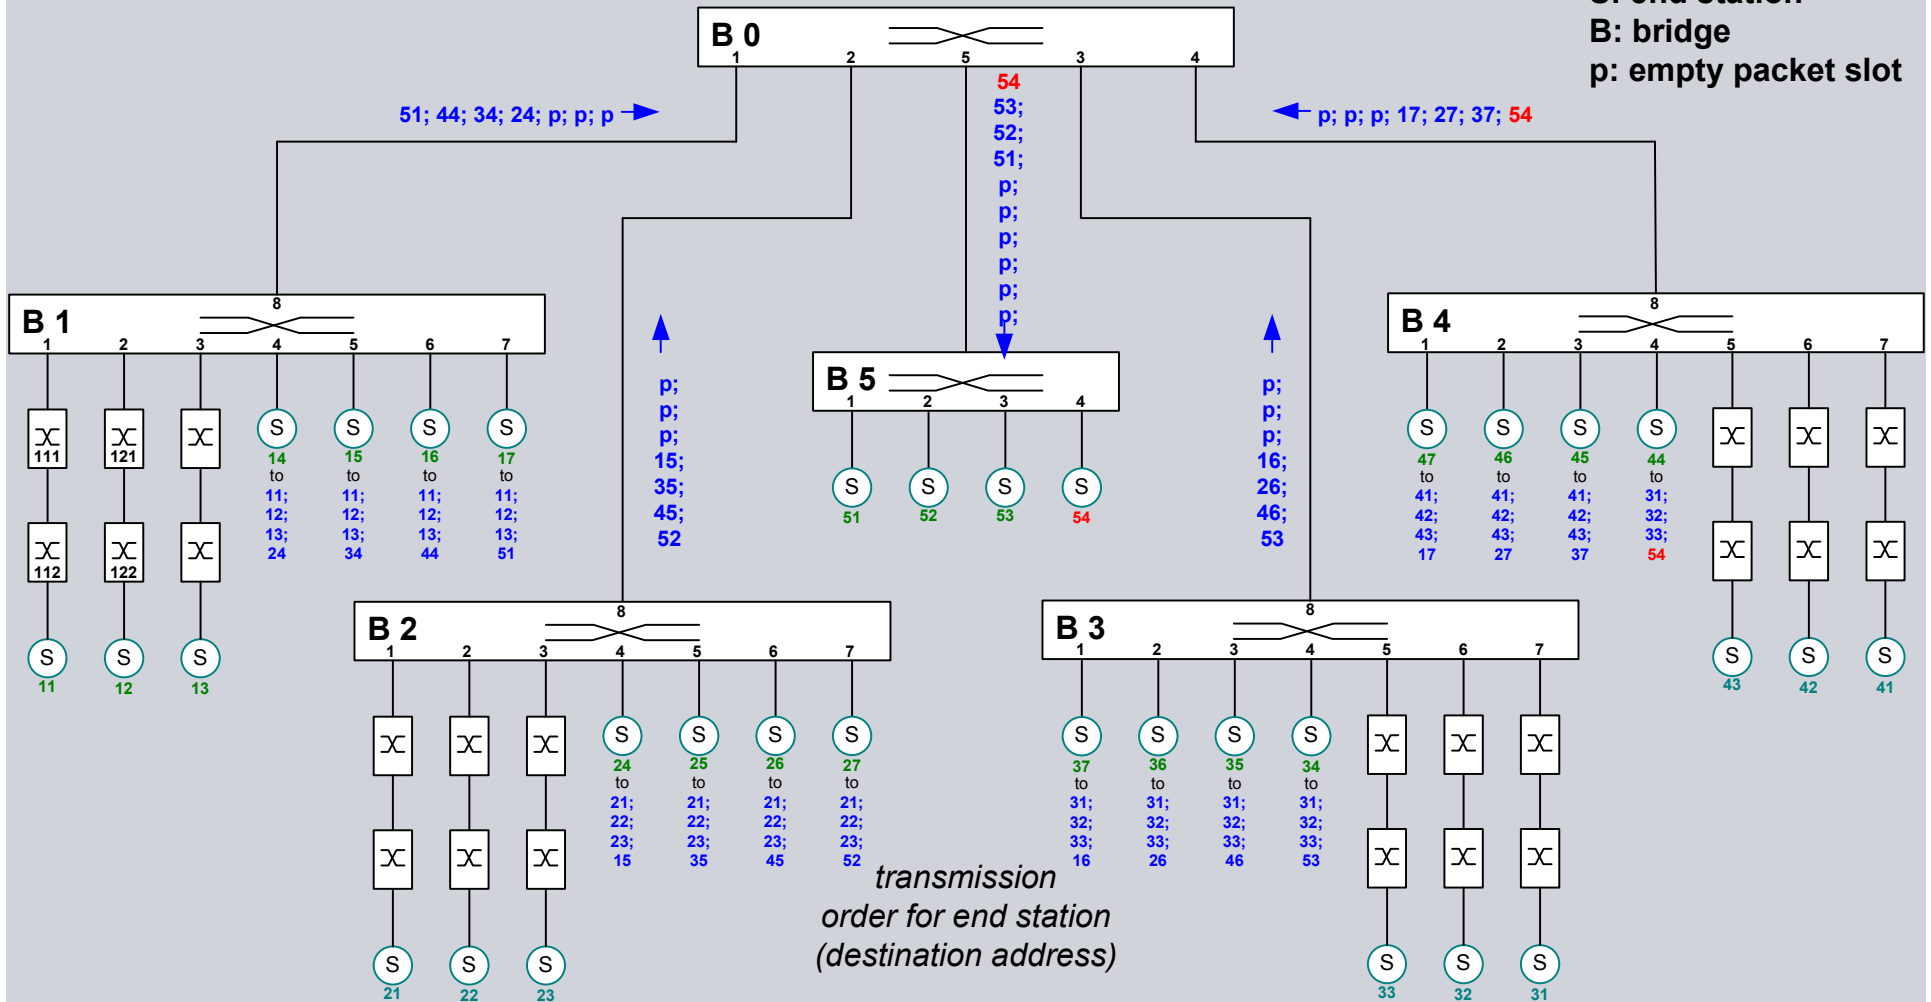 S: end station
B: bridge
p: empty packet slot
B 0
1 2 5 3 4
51; 44; 34; 24; p; p; p
54
53;
52;
51;
p;
p;
p;
p;
p;
p;
p; p; p; 17; 27; 37; 54
B 1
8
1 2 3 4 5 6 7
111
121
112
122
S
11
S
12
S
13
S
14
to
11;
12;
13;
24
S
15
to
11;
12;
13;
34
S
16
to
11;
12;
13;
44
S
17
to
11;
12;
13;
51
p;
p;
p;
15;
35;
45;
52
B 5
1 2 3 4
S
51
S
52
S
53
S
54
p;
p;
p;
16;
26;
46;
53
B 4
8
1 2 3 4 5 6 7
S
47
to
41;
42;
43;
17
S
46
to
41;
42;
43;
27
S
45
to
41;
42;
43;
37
S
44
to
31;
32;
33;
54
S
43
S
42
S
41
B 2
8
1 2 3 4 5 6 7
S
21
S
22
S
23
S
24
to
21;
22;
23;
15
S
25
to
21;
22;
23;
35
S
26
to
21;
22;
23;
45
S
27
to
21;
22;
23;
52
B 3
8
1 2 3 4 5 6 7
S
37
to
31;
32;
33;
16
S
36
to
31;
32;
33;
26
S
35
to
31;
32;
33;
46
S
34
to
31;
32;
33;
53
S
33
S
32
S
31
transmission
order for end station
(destination address)